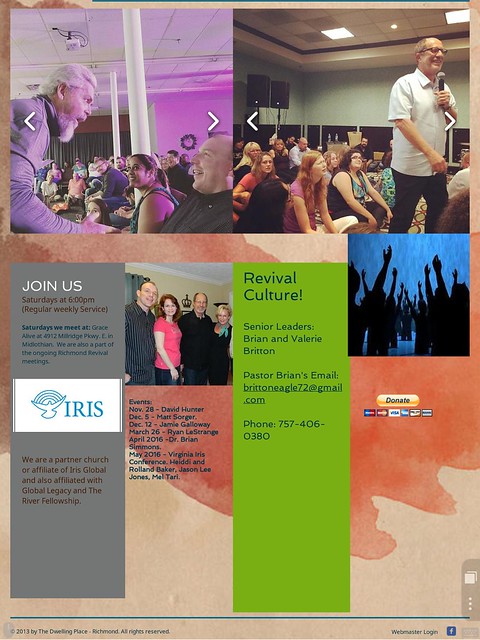 JOIN US
Saturdays at 6:00pm
(Regular weekly Service)
Saturdays we meet at: Grace
Alive at 4912 Millridge Pkwy. E. in
Midlothian. We are also a part of
the ongoing Richmond Revival
meetings.
IRIS
We are a partner church
or affiliate of Iris Global
and also affiliated with
Global Legacy and The
River Fellowship.
Events:
Nov. 28 - David Hunter
Dec. 5 - Matt Sorger.
Dec. 12 - Jamie Galloway
March 26 - Ryan LeStrange
April 2016 -Dr. Brian
Simmons.
May 2016 - Virginia Iris
Conference. Heiddi and
Rolland Baker, Jason Lee
Jones, Mel Tari.
Revival
Culture!
Senior Leaders:
Brian and Valerie
Britton
Pastor Brian's Email:
brittoneagle72@gmail
.com
Phone: 757-406-
0380
Donate
© 2013 by The Dwelling Place - Richmond. All rights reserved.
Webmaster Login